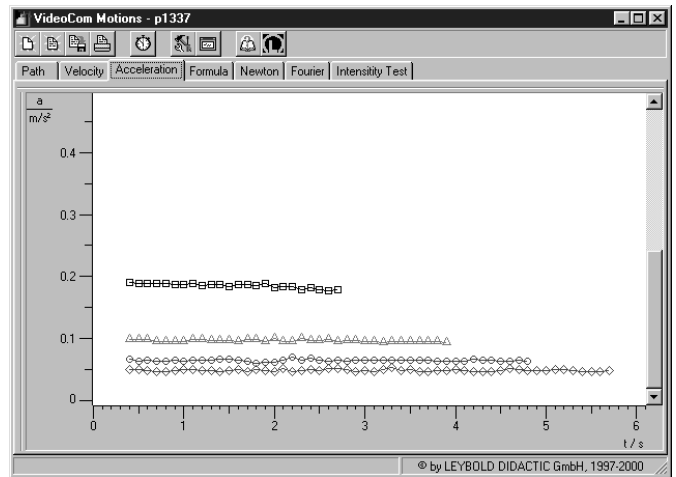 VideoCom Motions - p1337
Path Velocity Acceleration Formula Newton Fourier Intensitity Test
a
m/s²
0.4
0.3
0.2
0.1
0
0 1 2 3 4 5 6
t / s
© by LEYBOLD DIDACTIC GmbH, 1997-2000